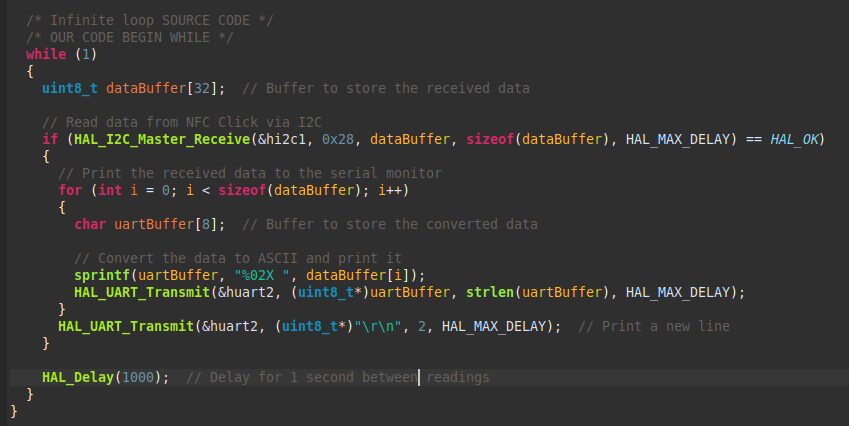 /* Infinite loop SOURCE CODE */
/* OUR CODE BEGIN WHILE */
while (1)
{
uint8_t dataBuffer[32];  // Buffer to store the received data
// Read data from NFC Click via I2C
if (HAL_I2C_Master_Receive(&hi2c1, 0x28, dataBuffer, sizeof(dataBuffer), HAL_MAX_DELAY) == HAL_OK)
{
// Print the received data to the serial monitor
for (int i = 0; i < sizeof(dataBuffer); i++)
{
char uartBuffer[8];  // Buffer to store the converted data
// Convert the data to ASCII and print it
sprintf(uartBuffer, "%02X ", dataBuffer[i]);
HAL_UART_Transmit(&huart2, (uint8_t*)uartBuffer, strlen(uartBuffer), HAL_MAX_DELAY);
}
HAL_UART_Transmit(&huart2, (uint8_t*)"\r\n", 2, HAL_MAX_DELAY);  // Print a new line
}
HAL_Delay(1000);  // Delay for 1 second between readings
}
}